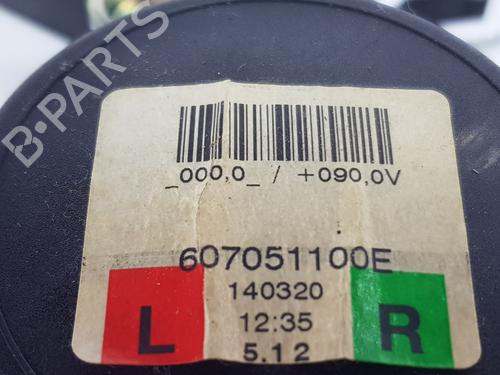 B-PARTS
_000,0_ / +090,0V
607051100E
140320
12:35
5.12
L
R